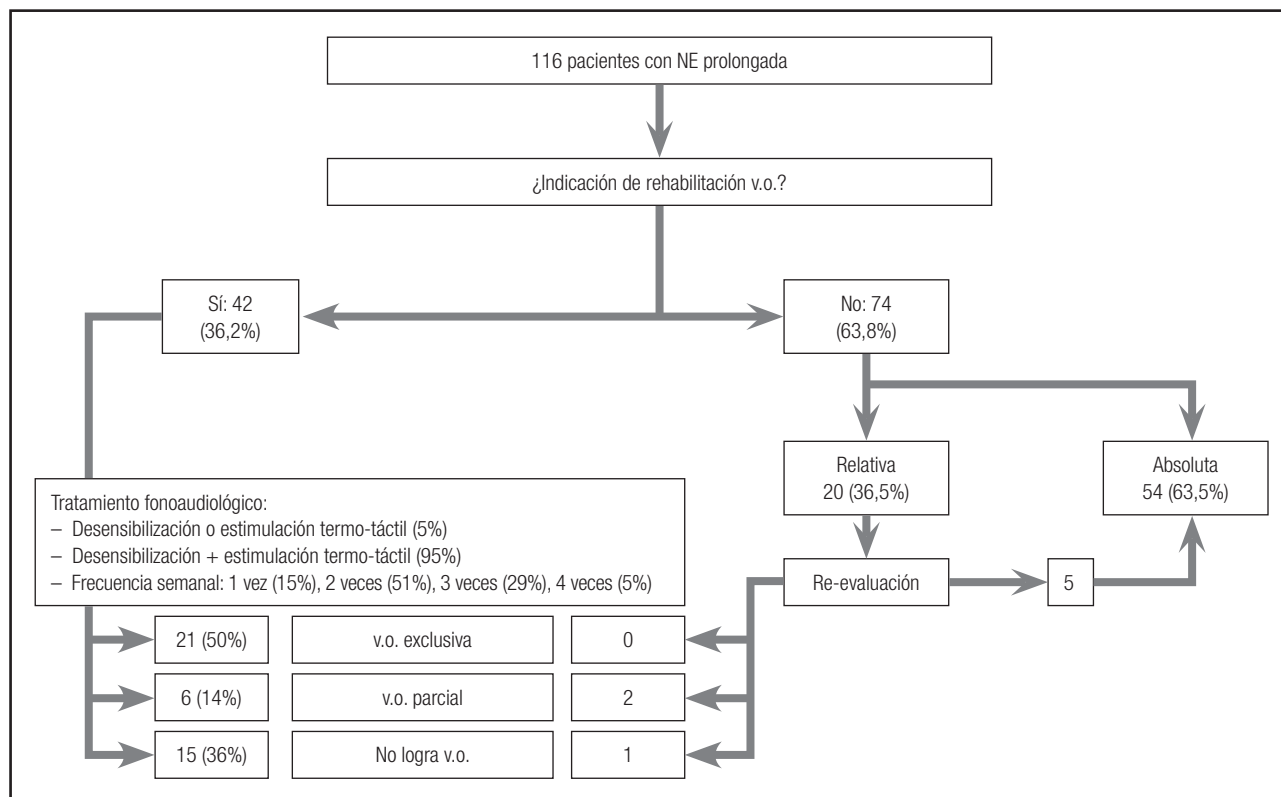 116 pacientes con NE prolongada
¿Indicación de rehabilitación v.o.?
Sí: 42
(36,2%)
No: 74
(63,8%)
Relativa
20 (36,5%)
Absoluta
54 (63,5%)
Tratamiento fonoaudiológico:
– Desensibilización o estimulación termo-táctil (5%)
– Desensibilización + estimulación termo-táctil (95%)
– Frecuencia semanal: 1 vez (15%), 2 veces (51%), 3 veces (29%), 4 veces (5%)
Re-evaluación
5
21 (50%)
v.o. exclusiva
0
6 (14%)
v.o. parcial
2
15 (36%)
No logra v.o.
1